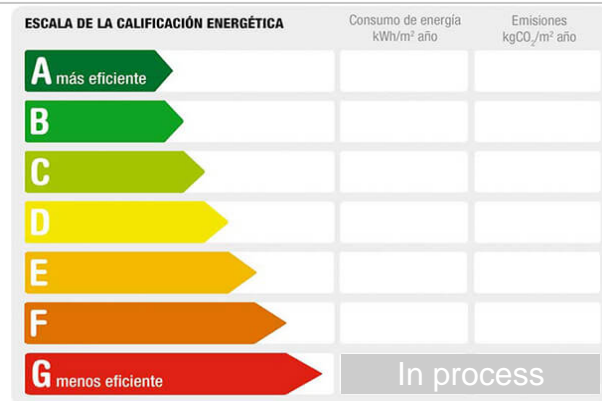 ESCALA DE LA CALIFICACIÓN ENERGÉTICA
Consumo de energía
kWh/m² año
Emisiones
kgCO₂/m² año
A más eficiente
B
C
D
E
F
G menos eficiente
In process